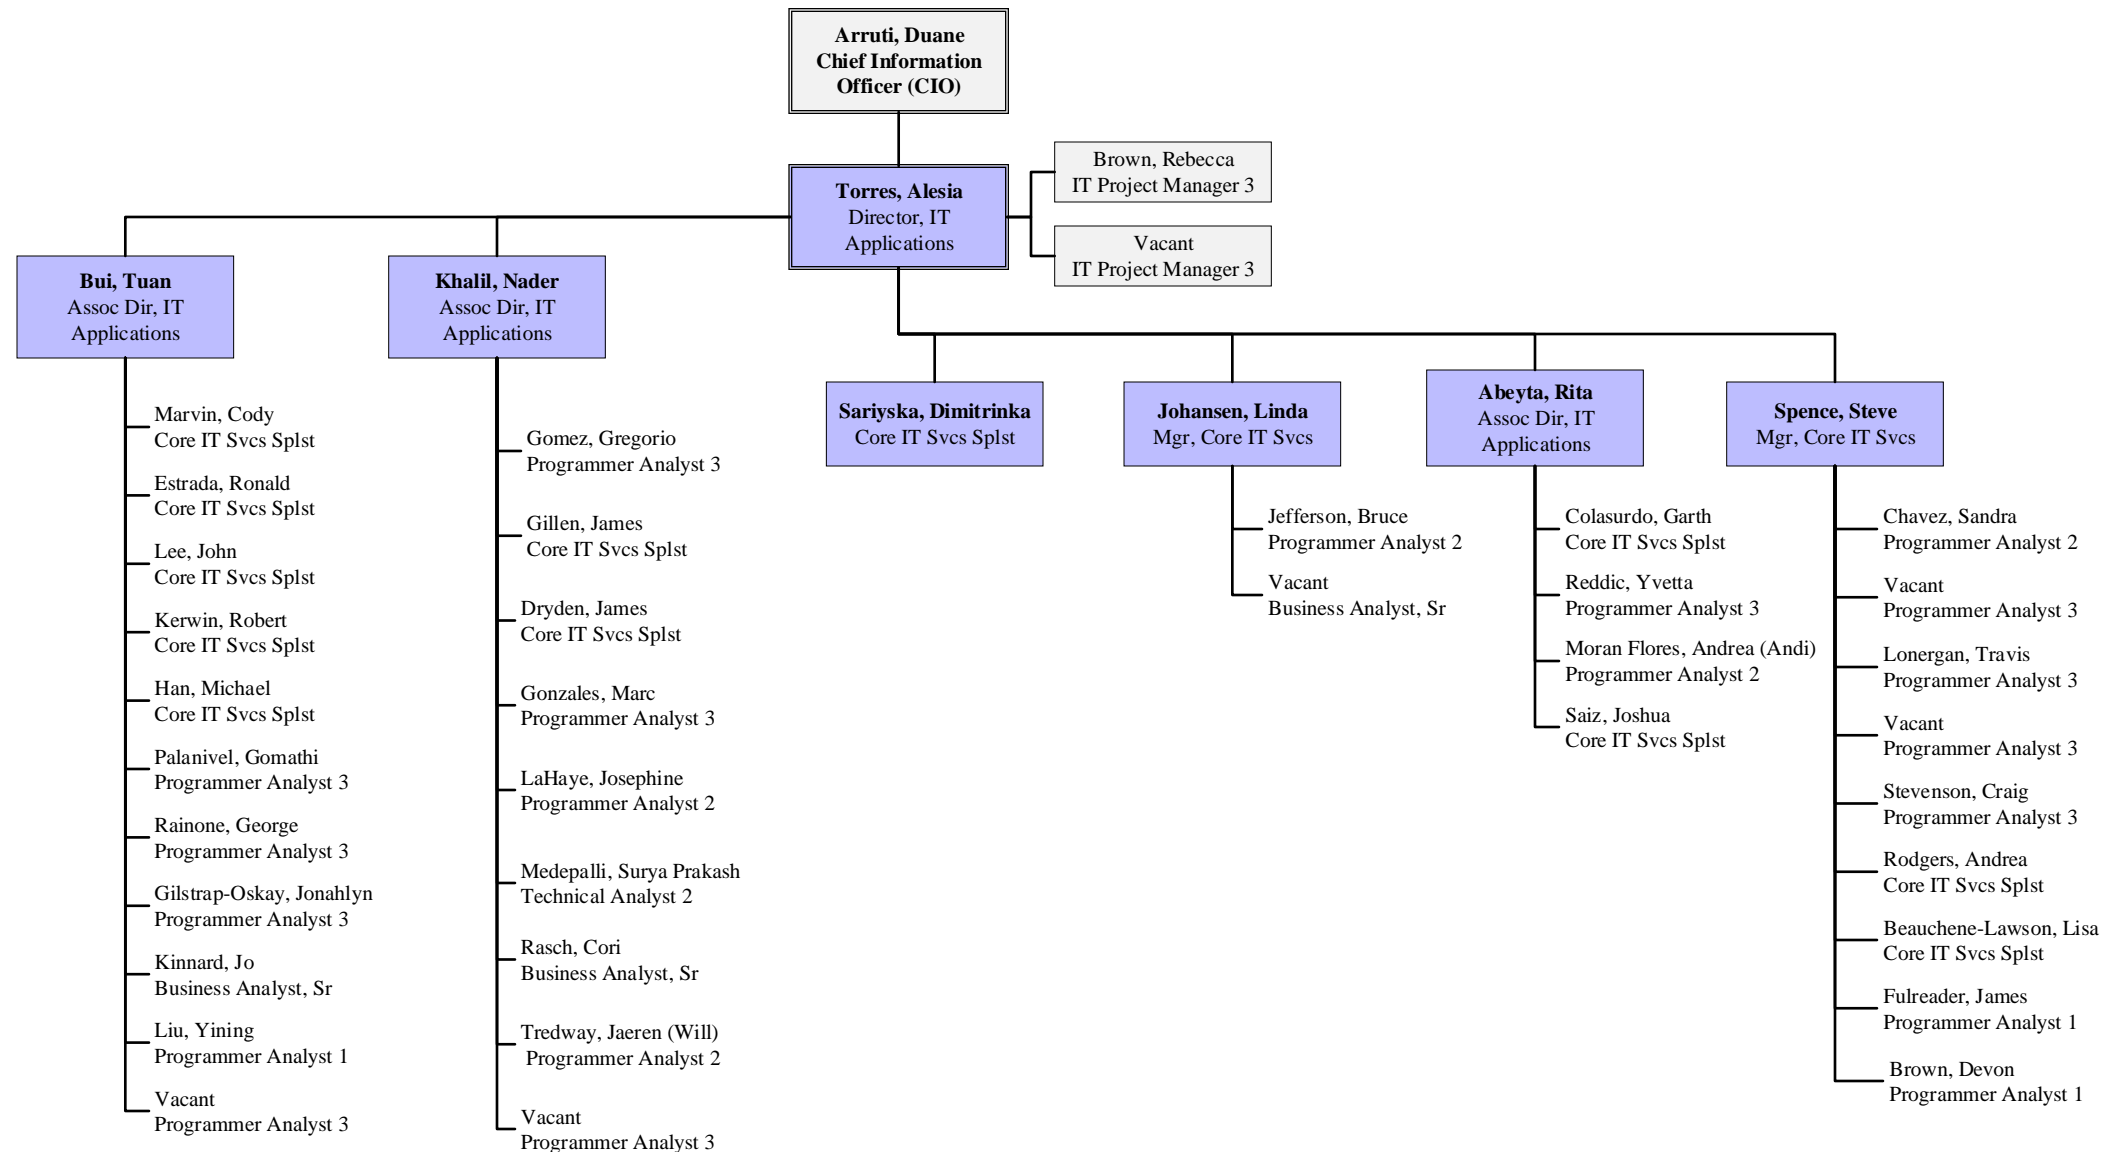 Arruti, Duane
Chief Information
Officer (CIO)
Torres, Alesia
Director, IT
Applications
Brown, Rebecca
IT Project Manager 3
Vacant
IT Project Manager 3
Bui, Tuan
Assoc Dir, IT
Applications
Marvin, Cody
Core IT Svcs Splst
Estrada, Ronald
Core IT Svcs Splst
Lee, John
Core IT Svcs Splst
Kerwin, Robert
Core IT Svcs Splst
Han, Michael
Core IT Svcs Splst
Palanivel, Gomathi
Programmer Analyst 3
Rainone, George
Programmer Analyst 3
Gilstrap-Oskay, Jonahlyn
Programmer Analyst 3
Kinnard, Jo
Business Analyst, Sr
Liu, Yining
Programmer Analyst 1
Vacant
Programmer Analyst 3
Khalil, Nader
Assoc Dir, IT
Applications
Gomez, Gregorio
Programmer Analyst 3
Gillen, James
Core IT Svcs Splst
Dryden, James
Core IT Svcs Splst
Gonzales, Marc
Programmer Analyst 3
LaHaye, Josephine
Programmer Analyst 2
Medepalli, Surya Prakash
Technical Analyst 2
Rasch, Cori
Business Analyst, Sr
Tredway, Jaeren (Will)
Programmer Analyst 2
Vacant
Programmer Analyst 3
Sariyska, Dimitrinka
Core IT Svcs Splst
Johansen, Linda
Mgr, Core IT Svcs
Jefferson, Bruce
Programmer Analyst 2
Vacant
Business Analyst, Sr
Abeyta, Rita
Assoc Dir, IT
Applications
Colasurdo, Garth
Core IT Svcs Splst
Reddic, Yvetta
Programmer Analyst 3
Moran Flores, Andrea (Andi)
Programmer Analyst 2
Saiz, Joshua
Core IT Svcs Splst
Spence, Steve
Mgr, Core IT Svcs
Chavez, Sandra
Programmer Analyst 2
Vacant
Programmer Analyst 3
Lonergan, Travis
Programmer Analyst 3
Vacant
Programmer Analyst 3
Stevenson, Craig
Programmer Analyst 3
Rodgers, Andrea
Core IT Svcs Splst
Beauchene-Lawson, Lisa
Core IT Svcs Splst
Fulreader, James
Programmer Analyst 1
Brown, Devon
Programmer Analyst 1